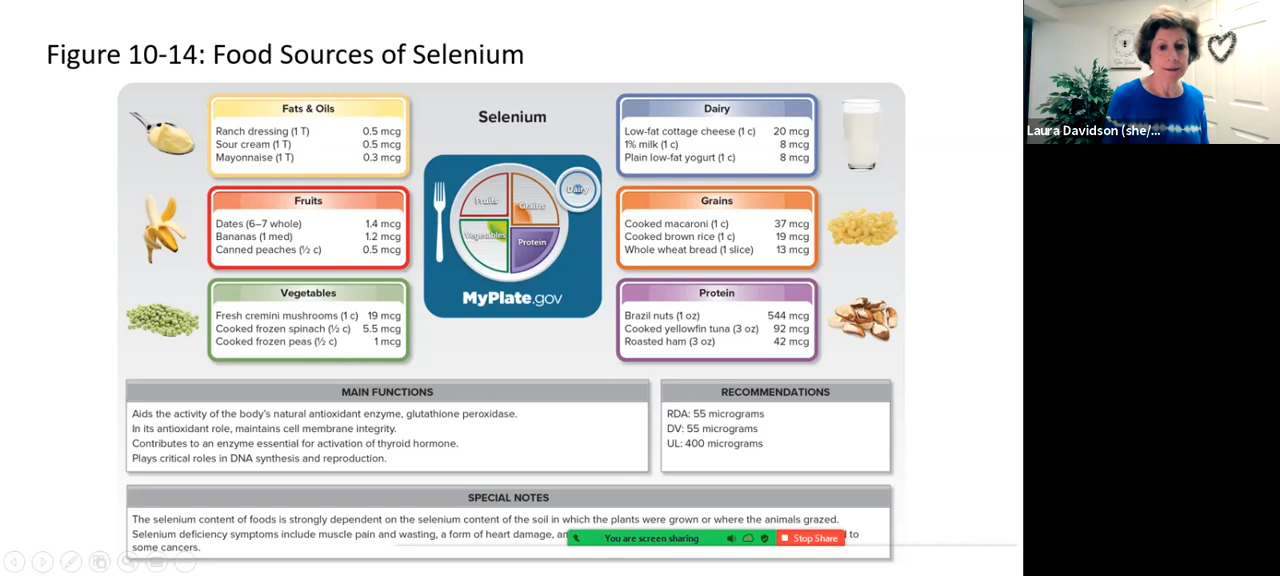 Figure 10-14: Food Sources of Selenium
Selenium
Fats & Oils
Ranch dressing (1 T) 0.5 mcg
Sour cream (1 T) 0.5 mcg
Mayonnaise (1 T) 0.3 mcg
Fruits
Dates (6–7 whole) 1.4 mcg
Bananas (1 med) 1.2 mcg
Canned peaches (½ c) 0.5 mcg
Vegetables
Fresh cremini mushrooms (1 c) 19 mcg
Cooked frozen spinach (½ c) 5.5 mcg
Cooked frozen peas (½ c) 1 mcg
Fruits
Grains
Vegetables
Protein
Dairy
MyPlate.gov
Dairy
Low-fat cottage cheese (1 c) 20 mcg
1% milk (1 c) 8 mcg
Plain low-fat yogurt (1 c) 8 mcg
Grains
Cooked macaroni (1 c) 37 mcg
Cooked brown rice (1 c) 19 mcg
Whole wheat bread (1 slice) 13 mcg
Protein
Brazil nuts (1 oz) 544 mcg
Cooked yellowfin tuna (3 oz) 92 mcg
Roasted ham (3 oz) 42 mcg
MAIN FUNCTIONS
Aids the activity of the body's natural antioxidant enzyme, glutathione peroxidase.
In its antioxidant role, maintains cell membrane integrity.
Contributes to an enzyme essential for activation of thyroid hormone.
Plays critical roles in DNA synthesis and reproduction.
RECOMMENDATIONS
RDA: 55 micrograms
DV: 55 micrograms
UL: 400 micrograms
SPECIAL NOTES
The selenium content of foods is strongly dependent on the selenium content of the soil in which the plants were grown or where the animals grazed.
Selenium deficiency symptoms include muscle pain and wasting, a form of heart damage, to
some cancers.
You are screen sharing
Stop Share
Laura Davidson (she/...